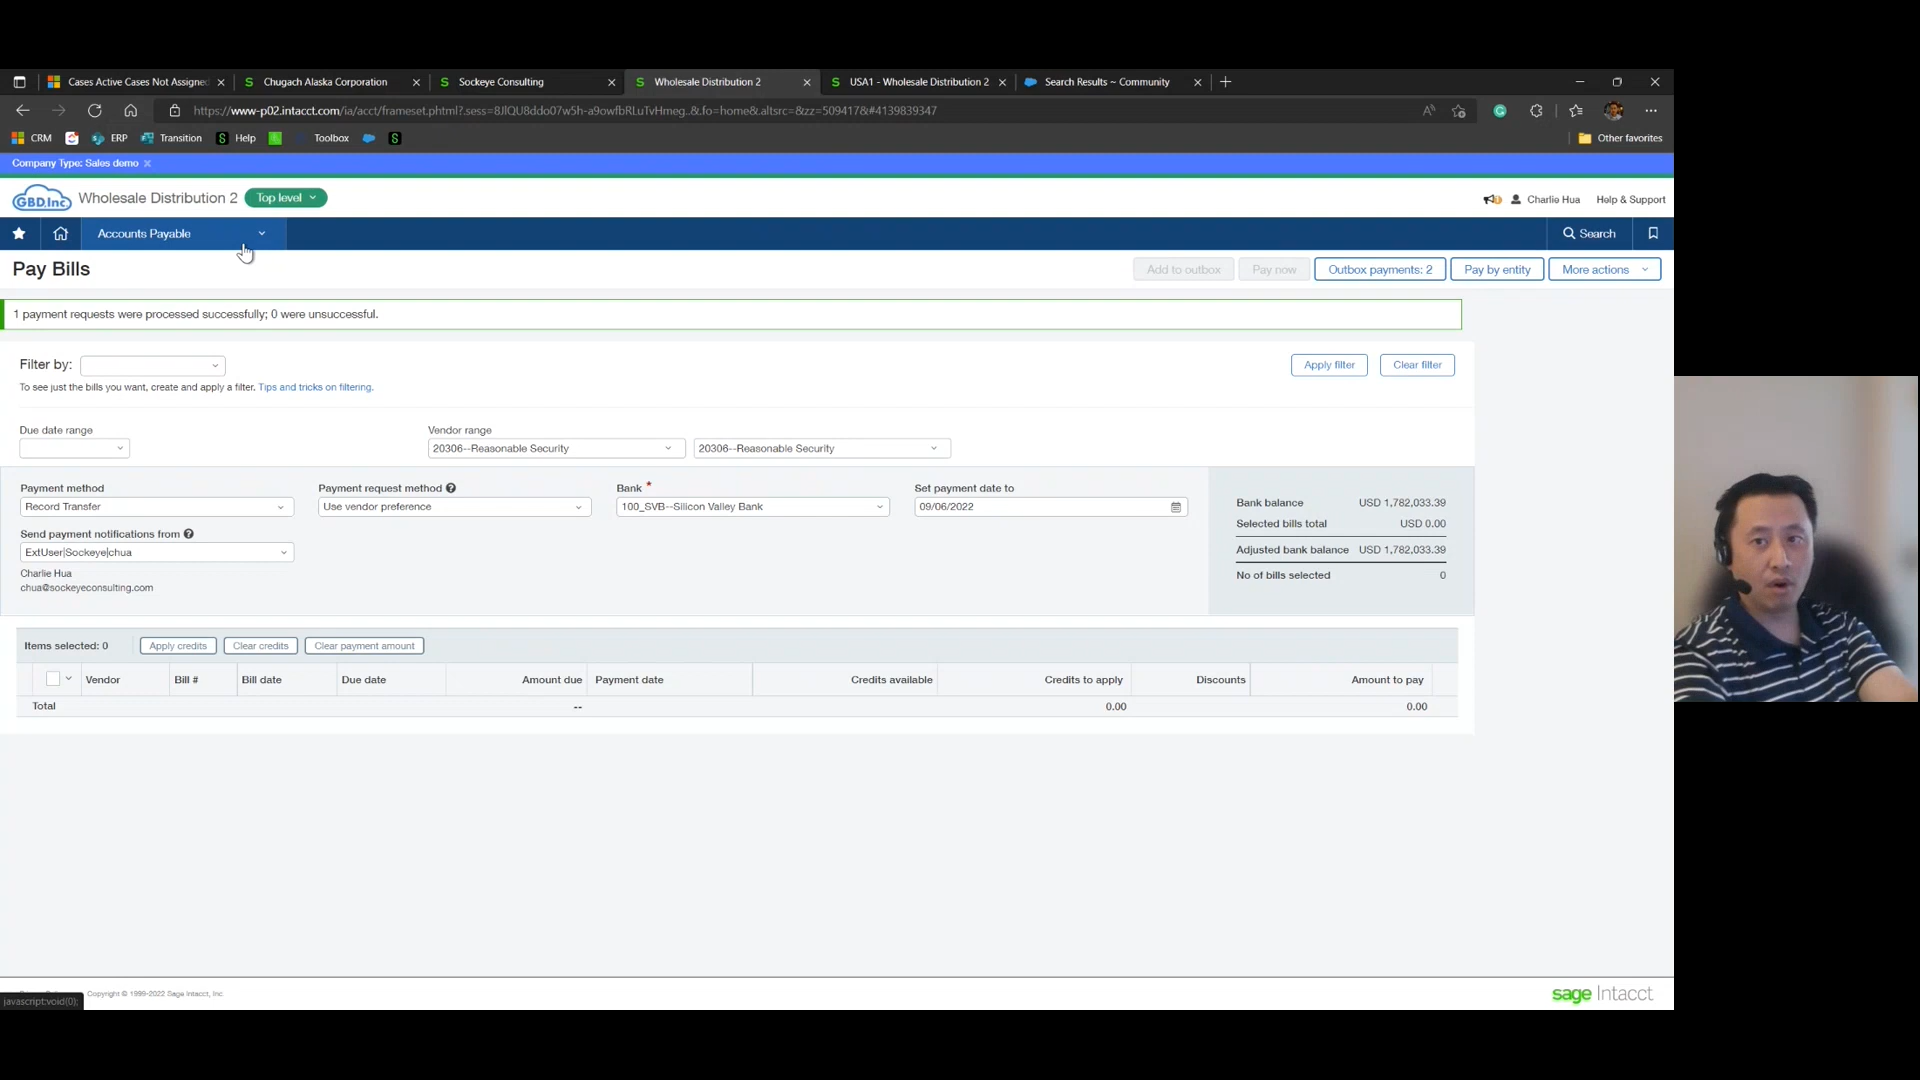 Cases Active Cases Not Assigned
Chugach Alaska Corporation
Sockeye Consulting
Wholesale Distribution 2
USA1 - Wholesale Distribution 2
Search Results ~ Community
https://www-p02.intacct.com/ia/acct/frameset.phtml?.sess=8JlQU8ddo07w5h-a9owfbRLuTvHmeg..&.fo=home&.altsrc=&zz=509417&#4139839347
CRM
ERP
Transition
Help
Toolbox
Other favorites
Company Type: Sales demo
GBD,Inc.
Wholesale Distribution 2
Top level
Charlie Hua
Help & Support
Accounts Payable
Search
Pay Bills
Add to outbox
Pay now
Outbox payments: 2
Pay by entity
More actions
1 payment requests were processed successfully; 0 were unsuccessful.
Filter by:
Apply filter
Clear filter
To see just the bills you want, create and apply a filter. Tips and tricks on filtering.
Due date range
Vendor range
20306--Reasonable Security
20306--Reasonable Security
Payment method
Payment request method
Bank *
Set payment date to
Record Transfer
Use vendor preference
100_SVB--Silicon Valley Bank
09/06/2022
Bank balance USD 1,782,033.39
Selected bills total USD 0.00
Adjusted bank balance USD 1,782,033.39
No of bills selected 0
Send payment notifications from
ExtUser|Sockeye|chua
Charlie Hua
chua@sockeyeconsulting.com
Items selected: 0
Apply credits
Clear credits
Clear payment amount
Vendor Bill # Bill date Due date Amount due Payment date Credits available Credits to apply Discounts Amount to pay
Total -- 0.00 0.00
javascript:void(0);
Copyright © 1999-2022 Sage Intacct, Inc.
sage Intacct